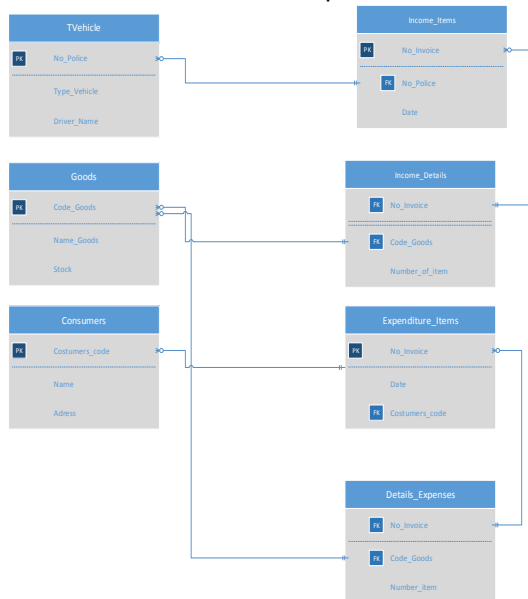 TVehicle
PK No_Police
Type_Vehicle
Driver_Name
Income_Items
PK No_Invoice
FK No_Police
Date
Goods
PK Code_Goods
Name_Goods
Stock
Income_Details
FK No_Invoice
FK Code_Goods
Number_of_item
Consumers
PK Costumers_code
Name
Adress
Expenditure_Items
PK No_Invoice
Date
FK Costumers_code
Details_Expenses
FK No_Invoice
FK Code_Goods
Number_item